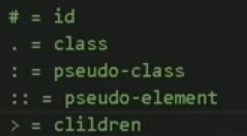 # = id
. = class
: = pseudo-class
:: = pseudo-element
> = clildren